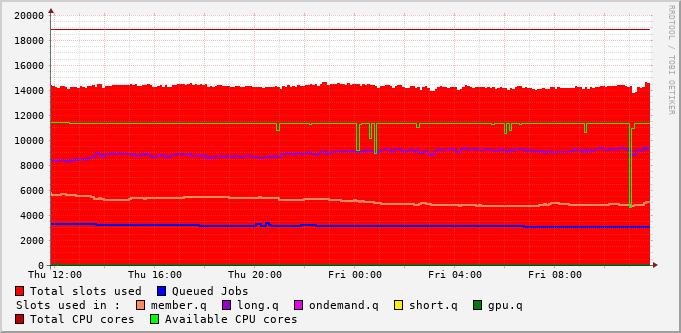 20000
18000
16000
14000
12000
10000
8000
6000
4000
2000
0
Thu 12:00 Thu 16:00 Thu 20:00 Fri 00:00 Fri 04:00 Fri 08:00
Total slots used Queued Jobs
Slots used in : member.q long.q ondemand.q short.q gpu.q
Total CPU cores Available CPU cores
RRDTOOL / TOBI OETIKER